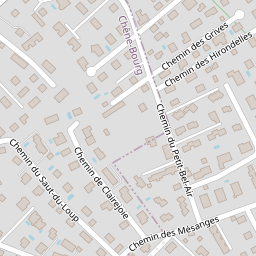 Chêne-Bourg
Chemin des Grives
Chemin des Hirondelles
Chemin du Petit-Bel-Air
Chemin du Saut-du-Loup
Chemin de Clairejoie
Chemin des Mésanges